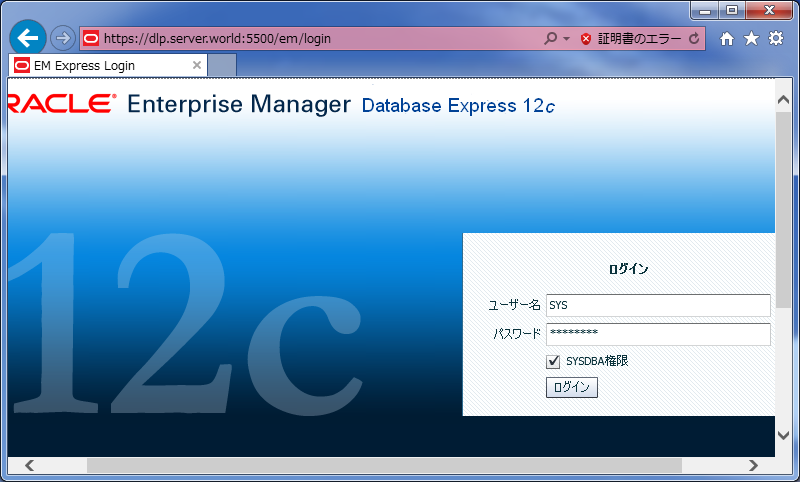 https://dlp.server.world:5500/em/login
証明書のエラー
EM Express Login
ORACLE® Enterprise Manager Database Express 12c
12c
ログイン
ユーザー名 SYS
パスワード ********
SYSDBA権限
ログイン